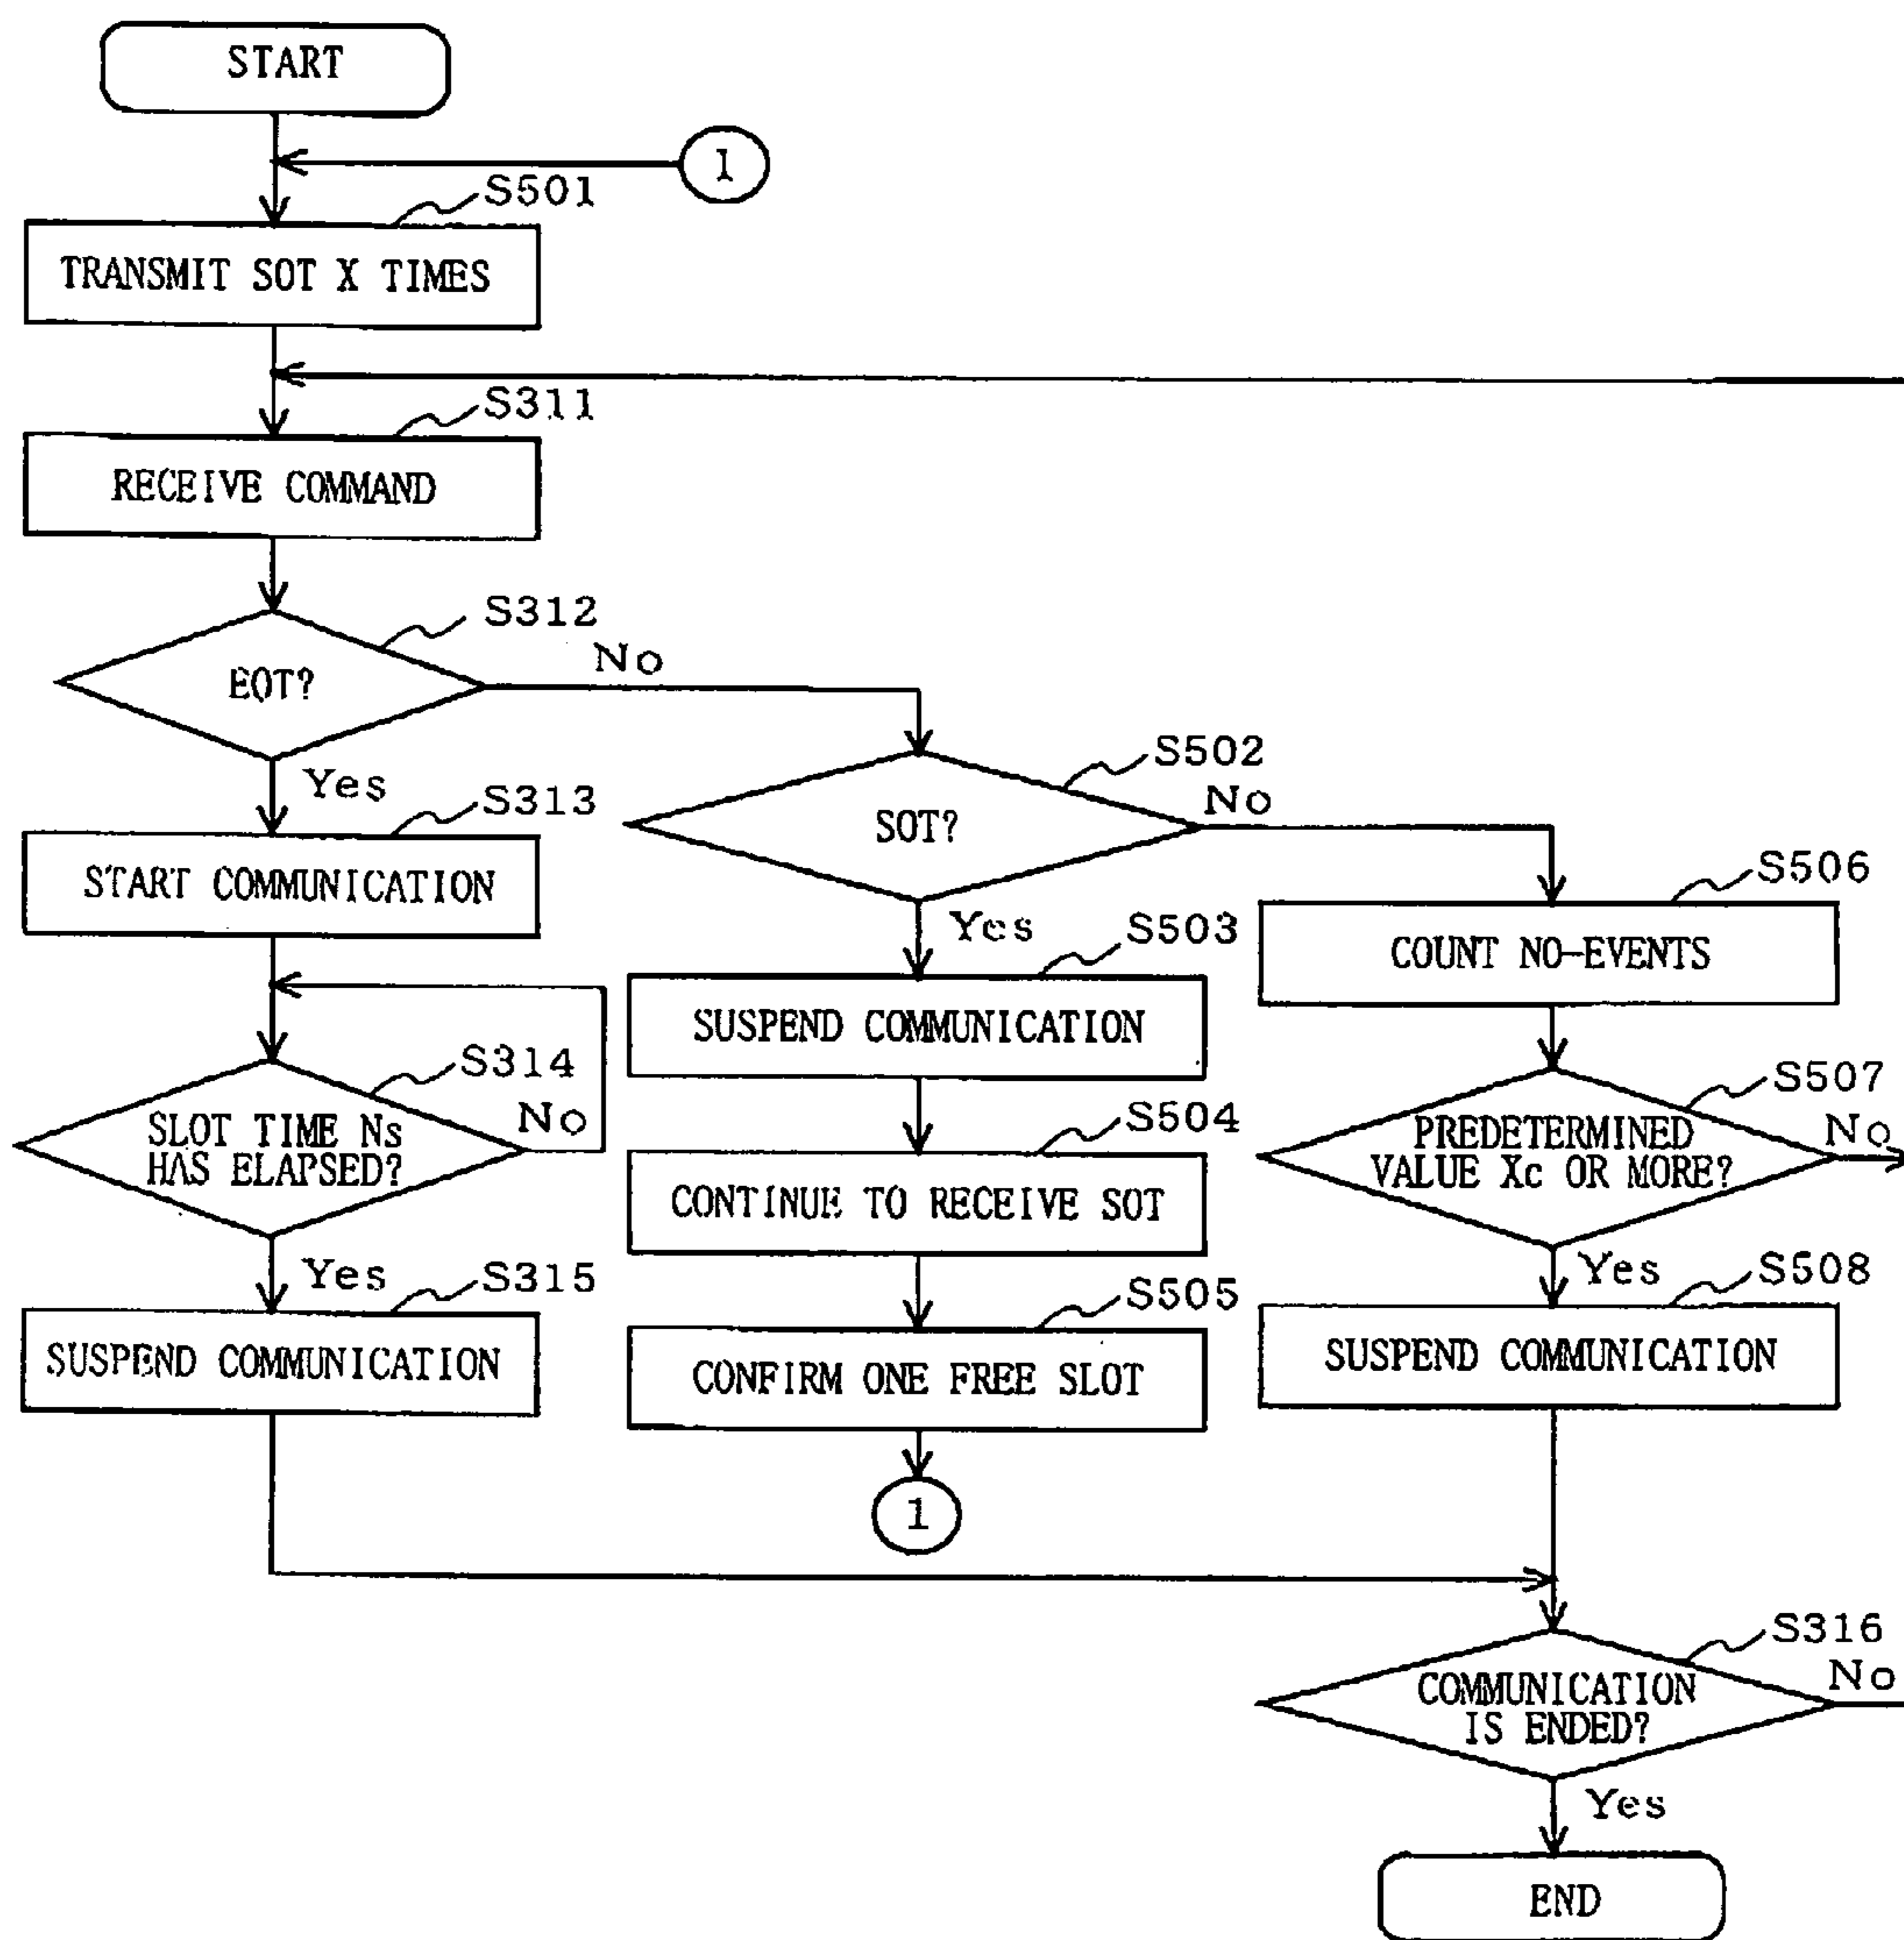 START
1
S501
TRANSMIT SOT X TIMES
S311
RECEIVE COMMAND
S312
EOT?
No
Yes
S313
START COMMUNICATION
S314
SLOT TIME Ns
HAS ELAPSED?
No
Yes
S315
SUSPEND COMMUNICATION
S502
SOT?
No
Yes
S503
SUSPEND COMMUNICATION
S504
CONTINUE TO RECEIVE SOT
S505
CONFIRM ONE FREE SLOT
1
S506
COUNT NO-EVENTS
S507
PREDETERMINED
VALUE Xc OR MORE?
No
Yes
S508
SUSPEND COMMUNICATION
S316
COMMUNICATION
IS ENDED?
No
Yes
END